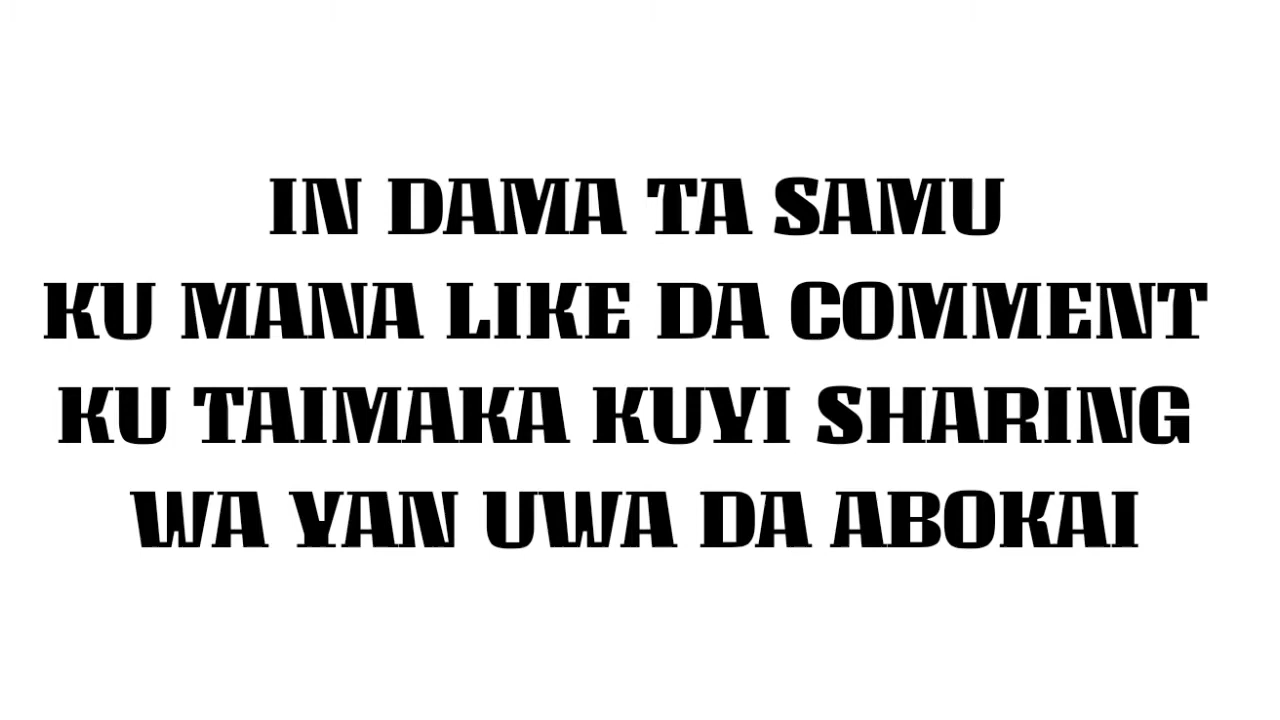 IN DAMA TA SAMU
KU MANA LIKE DA COMMENT
KU TAIMAKA KUYI SHARING
WA YAN UWA DA ABOKAI